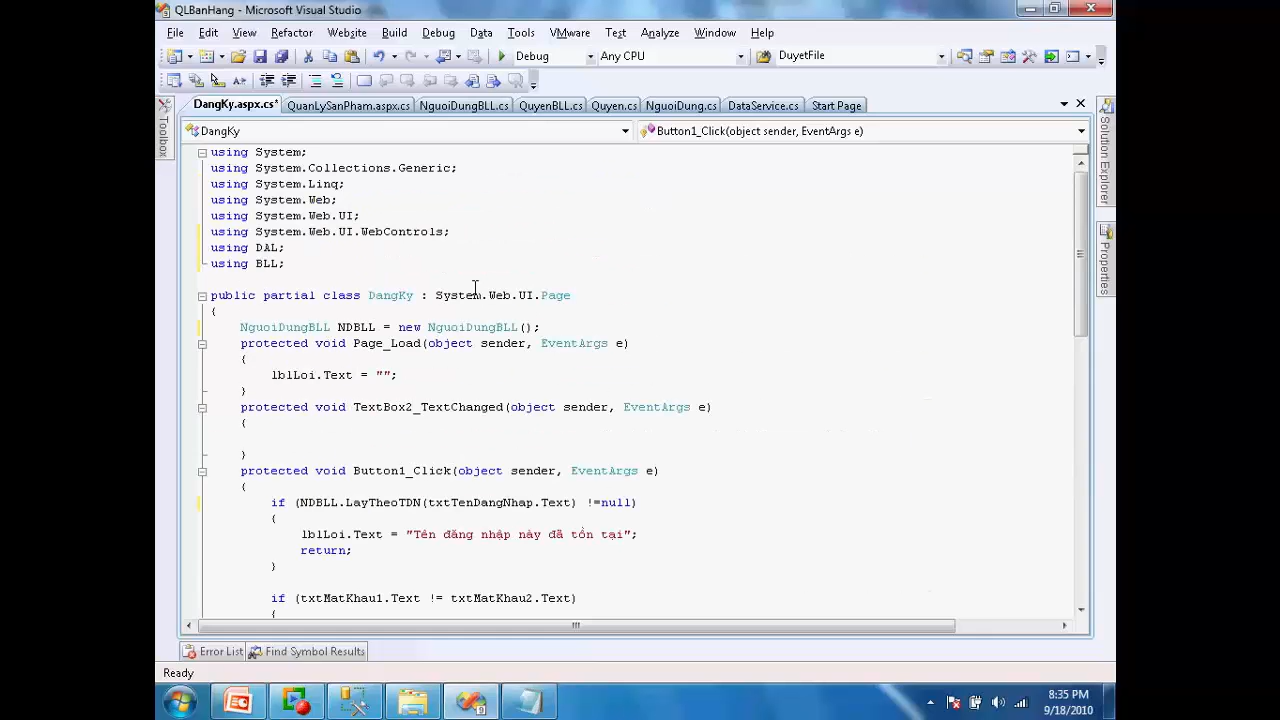 QLBanHang - Microsoft Visual Studio
File Edit View Refactor Website Build Debug Data Tools VMware Test Analyze Window Help
Debug Any CPU DuyetFile
DangKy.aspx.cs* QuanLySanPham.aspx.cs NguoiDungBLL.cs QuyenBLL.cs Quyen.cs NguoiDung.cs DataService.cs Start Page
DangKy Button1_Click(object sender, EventArgs e)
Toolbox
Solution Explorer
Properties
using System;
using System.Collections.Generic;
using System.Linq;
using System.Web;
using System.Web.UI;
using System.Web.UI.WebControls;
using DAL;
using BLL;
public partial class DangKy : System.Web.UI.Page
{
NguoiDungBLL NDBLL = new NguoiDungBLL();
protected void Page_Load(object sender, EventArgs e)
{
lblLoi.Text = "";
}
protected void TextBox2_TextChanged(object sender, EventArgs e)
{
}
protected void Button1_Click(object sender, EventArgs e)
{
if (NDBLL.LayTheoTDN(txtTenDangNhap.Text) !=null)
{
lblLoi.Text = "Tên đăng nhập này đã tồn tại";
return;
}
if (txtMatKhau1.Text != txtMatKhau2.Text)
{
Error List Find Symbol Results
Ready
8:35 PM
9/18/2010